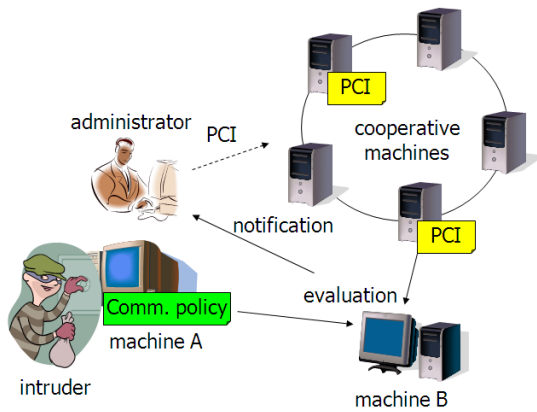 PCI
administrator
PCI
cooperative
machines
notification
PCI
evaluation
Comm. policy
machine A
intruder
machine B